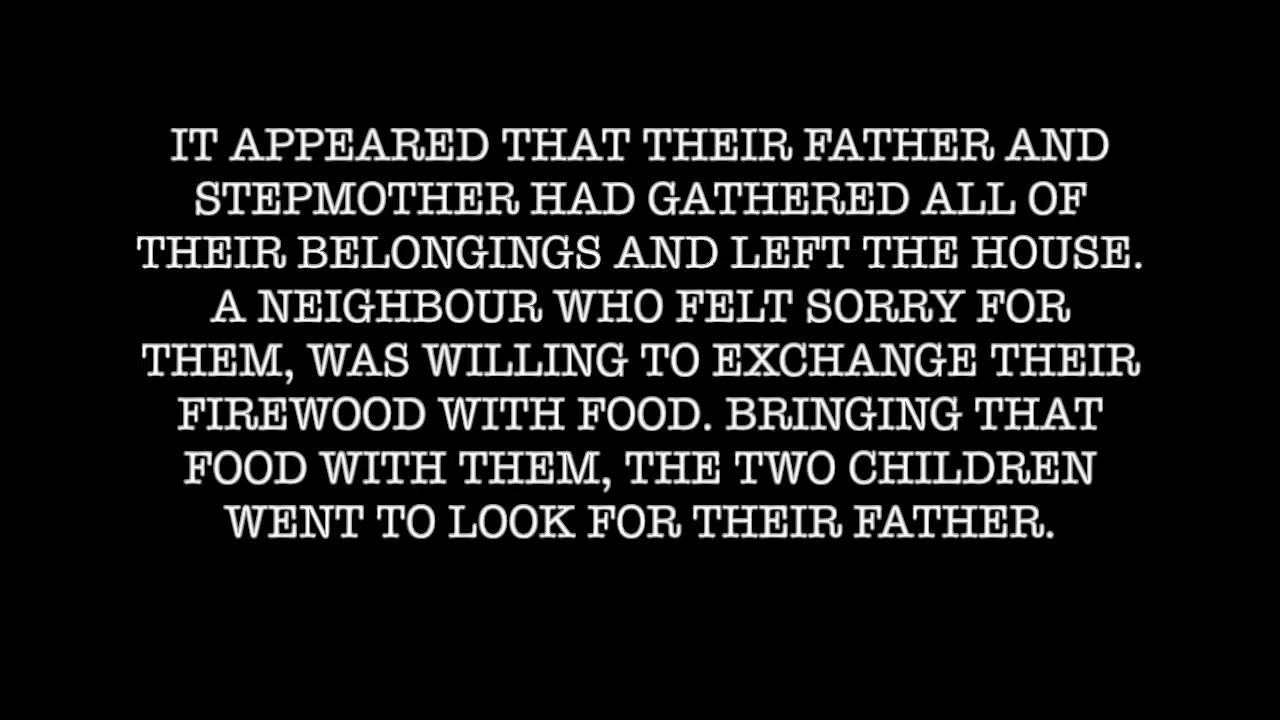 IT APPEARED THAT THEIR FATHER AND
STEPMOTHER HAD GATHERED ALL OF
THEIR BELONGINGS AND LEFT THE HOUSE.
A NEIGHBOUR WHO FELT SORRY FOR
THEM, WAS WILLING TO EXCHANGE THEIR
FIREWOOD WITH FOOD. BRINGING THAT
FOOD WITH THEM, THE TWO CHILDREN
WENT TO LOOK FOR THEIR FATHER.